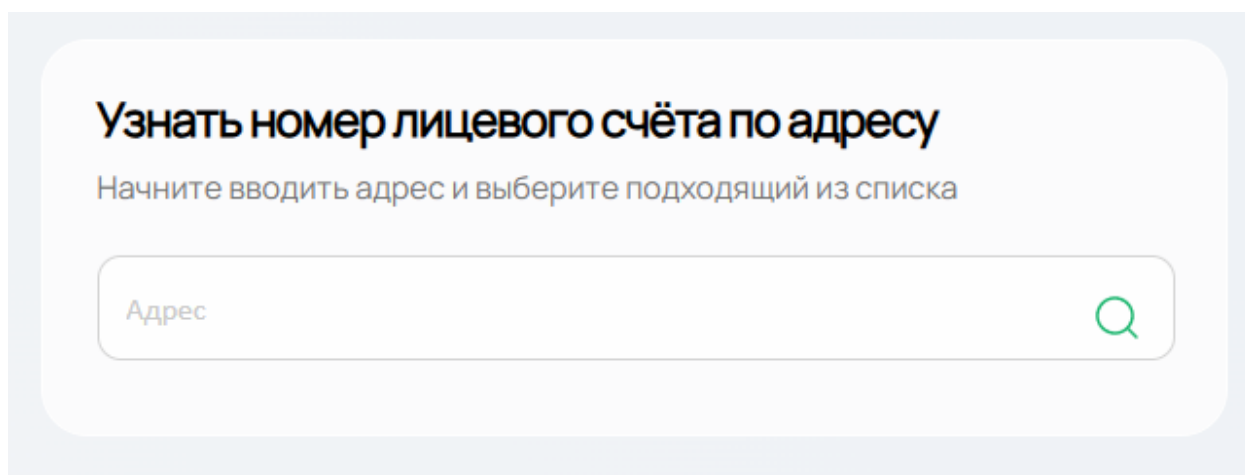 Узнать номер лицевого счёта по адресу
Начните вводить адрес и выберите подходящий из списка
Адрес